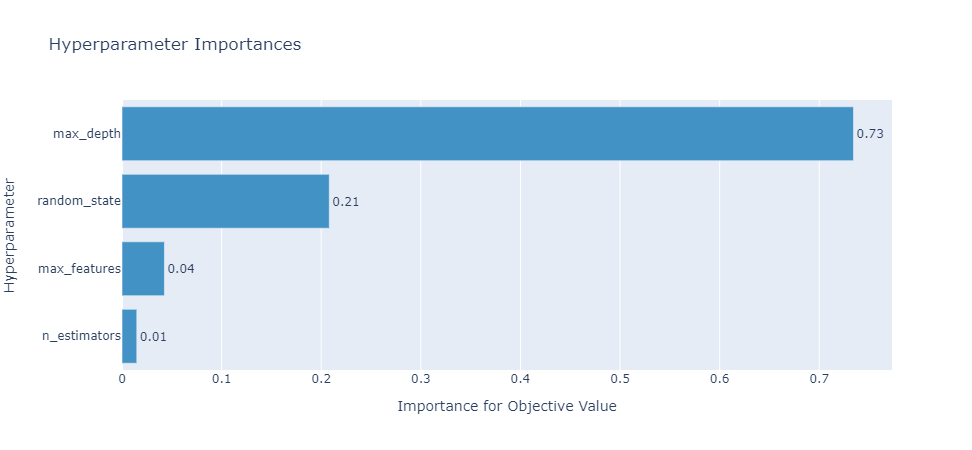 Hyperparameter Importances
Hyperparameter
max_depth 0.73
random_state 0.21
max_features 0.04
n_estimators 0.01
0 0.1 0.2 0.3 0.4 0.5 0.6 0.7
Importance for Objective Value